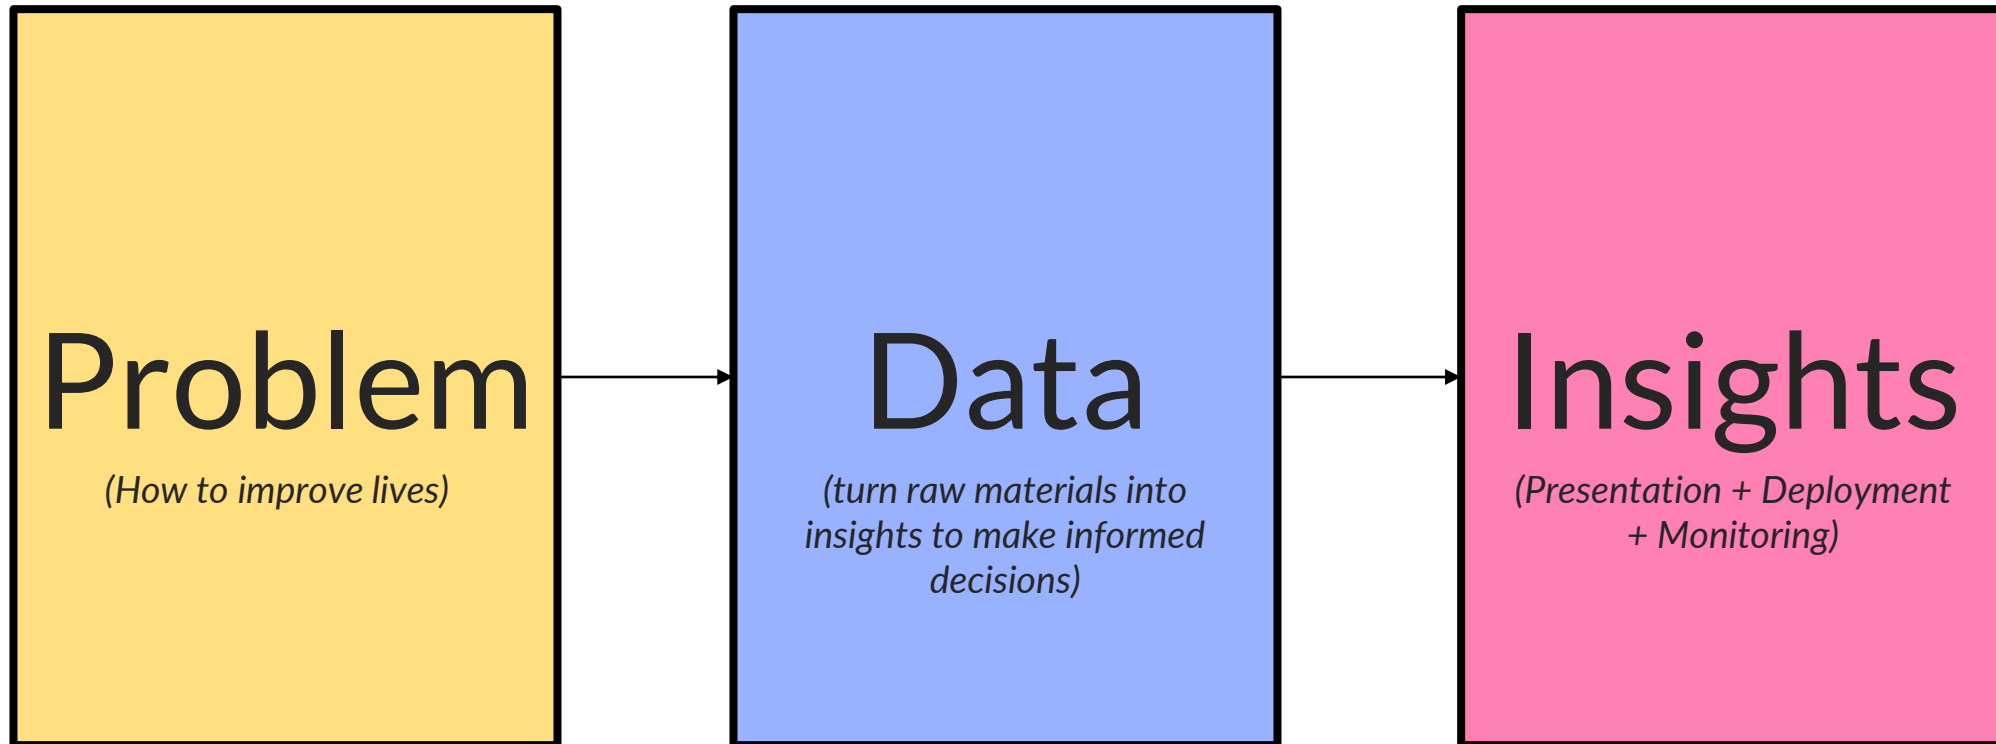 Problem
(How to improve lives)
Data
(turn raw materials into
insights to make informed
decisions)
Insights
(Presentation + Deployment
+ Monitoring)